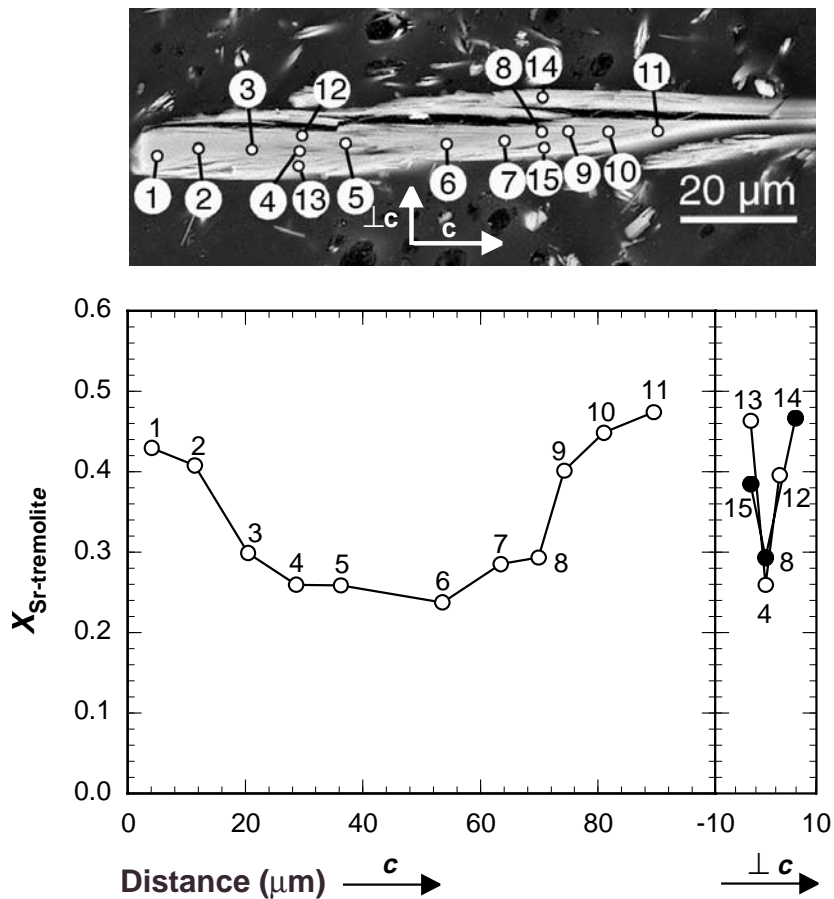 8 14 11
3 12
1 2 4 13 5 6 7 15 9 10
20 μm
⊥c
c
0.6
0.5
0.4
0.3
0.2
0.1
0.0
X Sr-tremolite
1 2 3 4 5 6 7 8 9 10 11
13 14
15 12
8
4
0 20 40 60 80 -10 10
Distance (μm) c
⊥ c